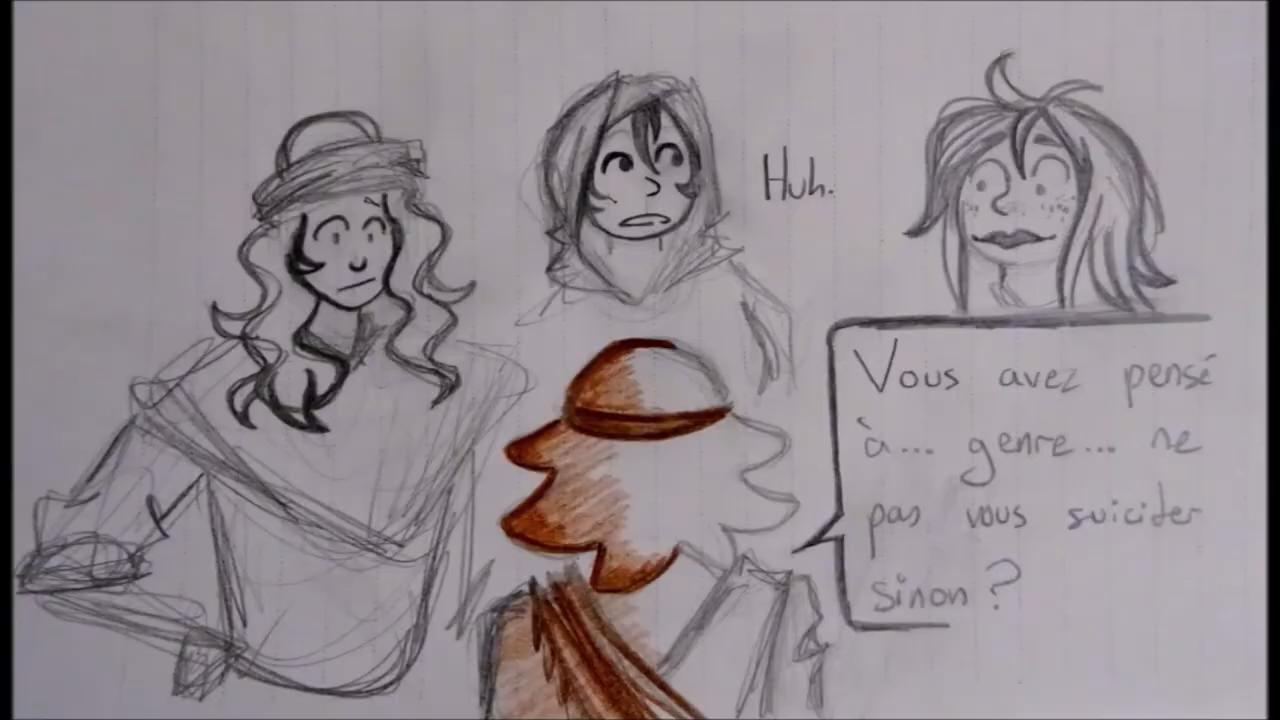 Huh.
Vous avez pensé
à... genre... ne
pas vous suicider
sinon ?